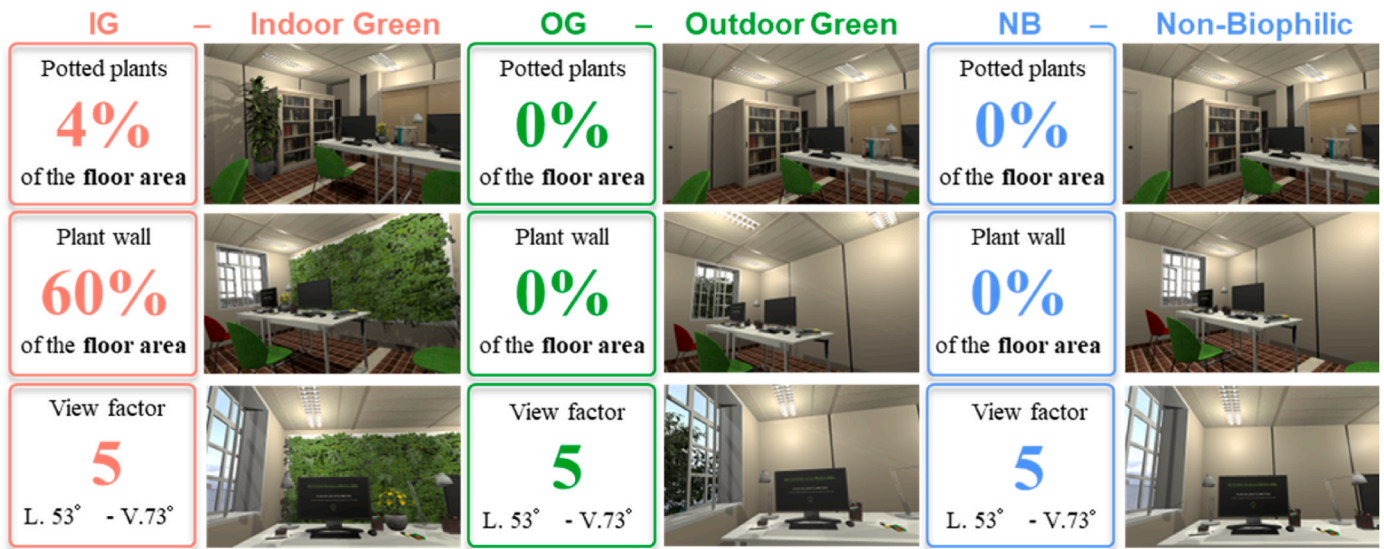 IG – Indoor Green
OG – Outdoor Green
NB – Non-Biophilic
Potted plants
4%
of the floor area
Potted plants
0%
of the floor area
Potted plants
0%
of the floor area
Plant wall
60%
of the floor area
Plant wall
0%
of the floor area
Plant wall
0%
of the floor area
View factor
5
L. 53° - V.73°
View factor
5
L. 53° - V.73°
View factor
5
L. 53° - V.73°